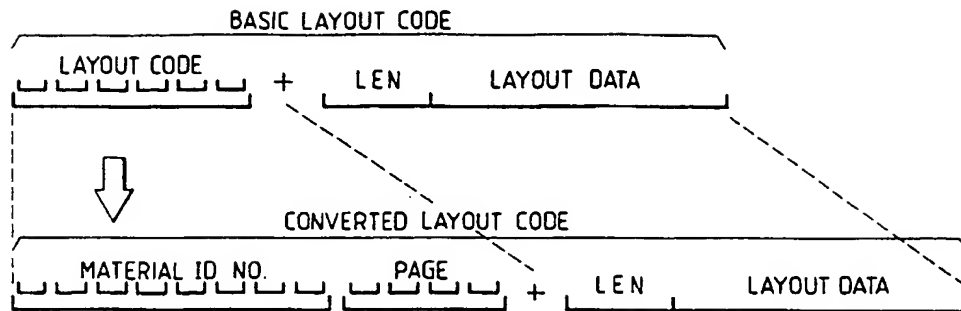 BASIC LAYOUT CODE
LAYOUT CODE + LEN LAYOUT DATA
CONVERTED LAYOUT CODE
MATERIAL ID NO. PAGE + LEN LAYOUT DATA